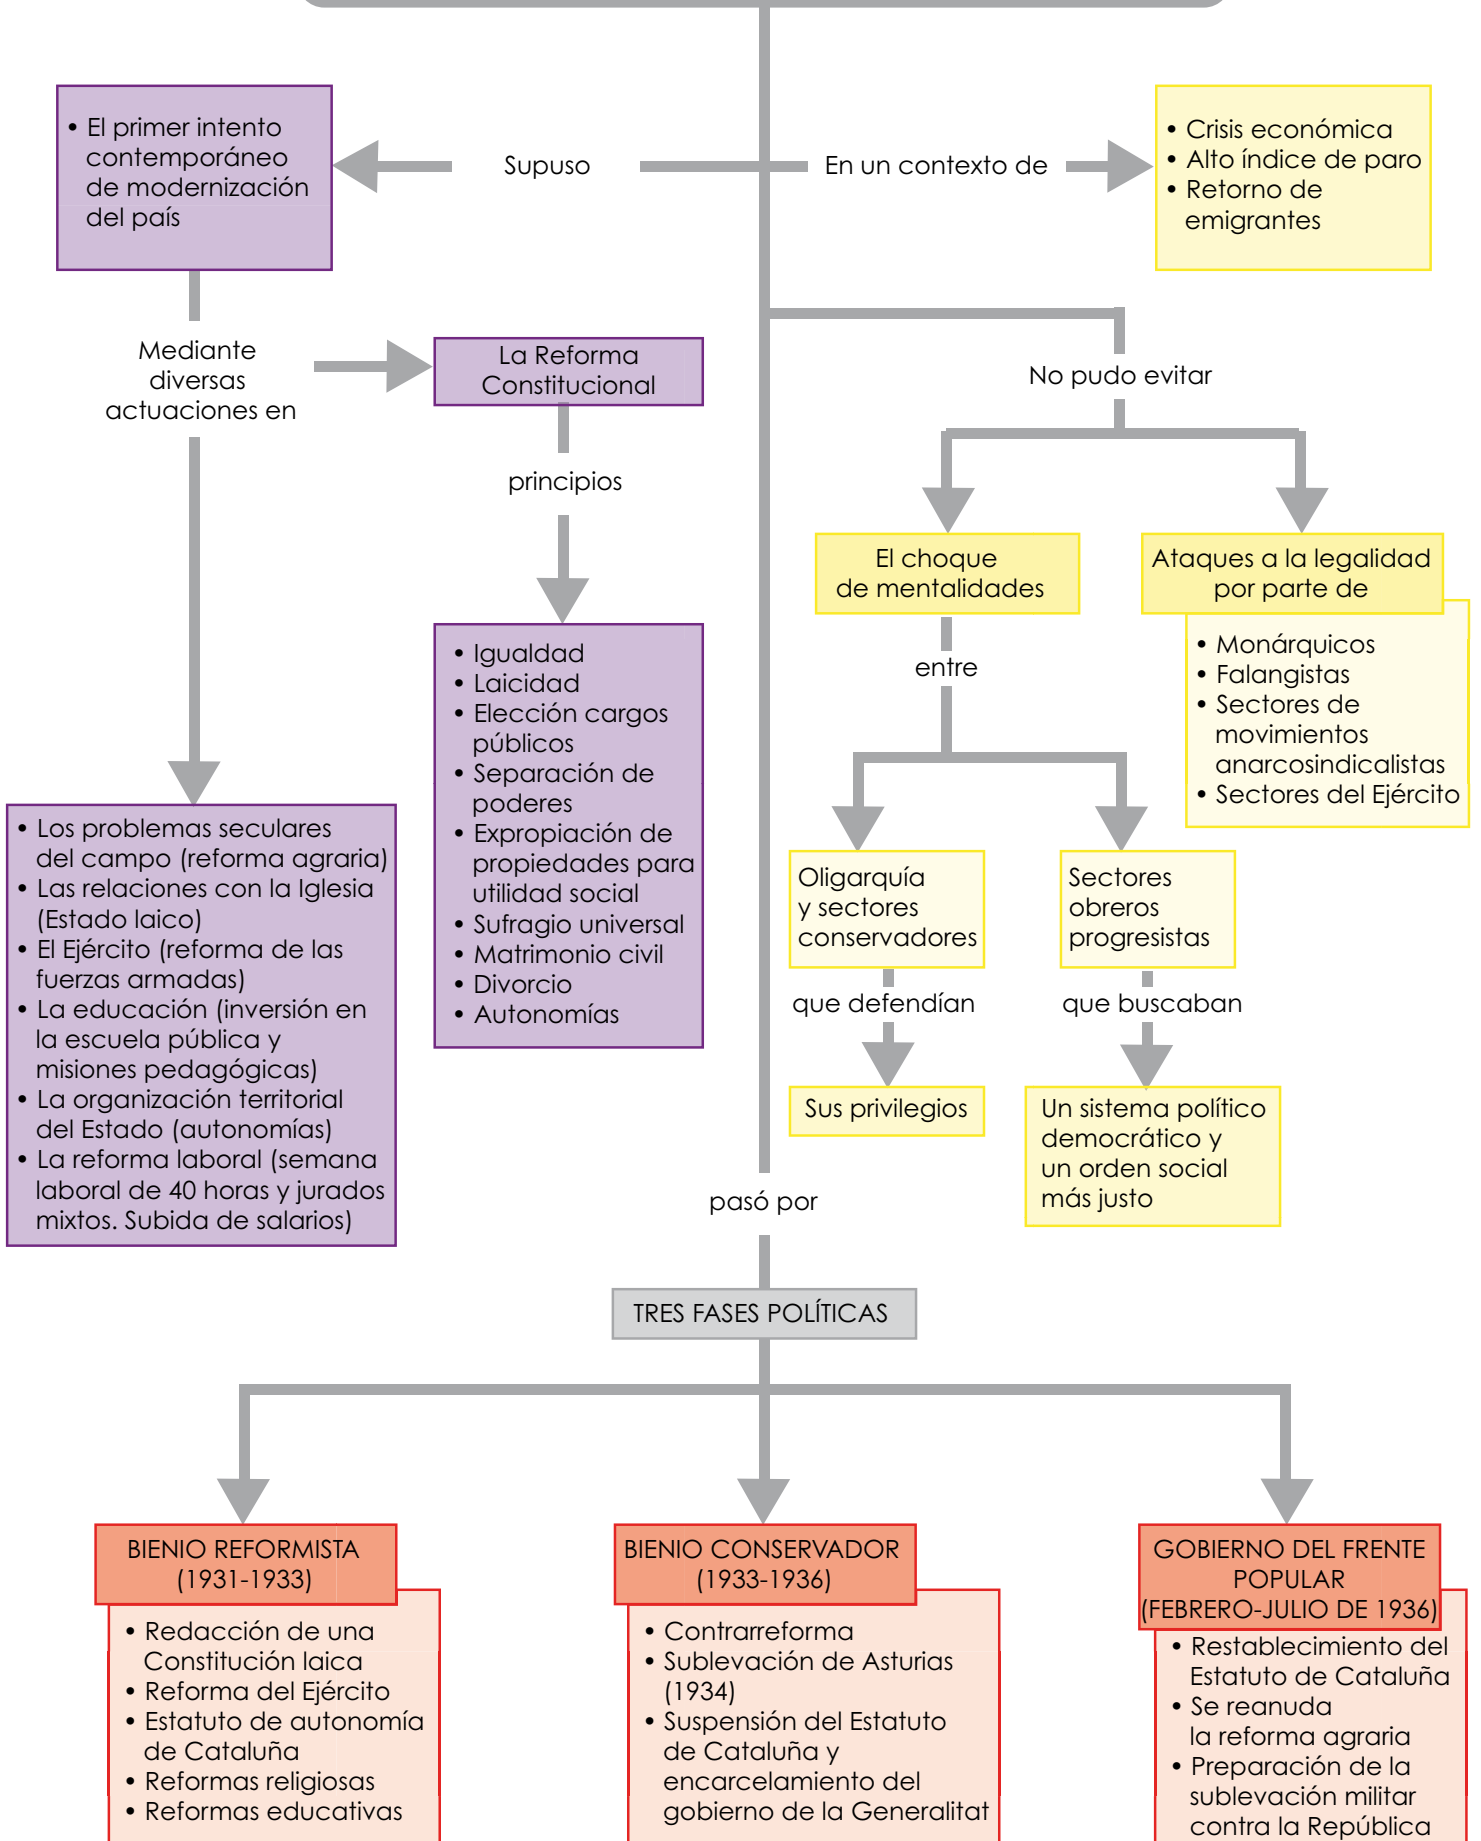 • El primer intento
contemporáneo
de modernización
del país
Supuso
En un contexto de
• Crisis económica
• Alto índice de paro
• Retorno de
emigrantes
Mediante
diversas
actuaciones en
La Reforma
Constitucional
No pudo evitar
principios
El choque
de mentalidades
Ataques a la legalidad
por parte de
• Monárquicos
• Falangistas
• Sectores de
movimientos
anarcosindicalistas
• Sectores del Ejército
entre
• Igualdad
• Laicidad
• Elección cargos
públicos
• Separación de
poderes
• Expropiación de
propiedades para
utilidad social
• Sufragio universal
• Matrimonio civil
• Divorcio
• Autonomías
• Los problemas seculares
del campo (reforma agraria)
• Las relaciones con la Iglesia
(Estado laico)
• El Ejército (reforma de las
fuerzas armadas)
• La educación (inversión en
la escuela pública y
misiones pedagógicas)
• La organización territorial
del Estado (autonomías)
• La reforma laboral (semana
laboral de 40 horas y jurados
mixtos. Subida de salarios)
Oligarquía
y sectores
conservadores
Sectores
obreros
progresistas
que defendían
que buscaban
Sus privilegios
Un sistema político
democrático y
un orden social
más justo
pasó por
TRES FASES POLÍTICAS
BIENIO REFORMISTA
(1931-1933)
• Redacción de una
Constitución laica
• Reforma del Ejército
• Estatuto de autonomía
de Cataluña
• Reformas religiosas
• Reformas educativas
BIENIO CONSERVADOR
(1933-1936)
• Contrarreforma
• Sublevación de Asturias
(1934)
• Suspensión del Estatuto
de Cataluña y
encarcelamiento del
gobierno de la Generalitat
GOBIERNO DEL FRENTE
POPULAR
(FEBRERO-JULIO DE 1936)
• Restablecimiento del
Estatuto de Cataluña
• Se reanuda
la reforma agraria
• Preparación de la
sublevación militar
contra la República